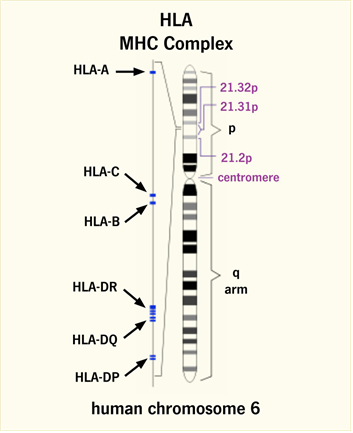 HLA
MHC Complex
HLA-A
21.32p
21.31p
p
21.2p
HLA-C
centromere
HLA-B
q
arm
HLA-DR
HLA-DQ
HLA-DP
human chromosome 6